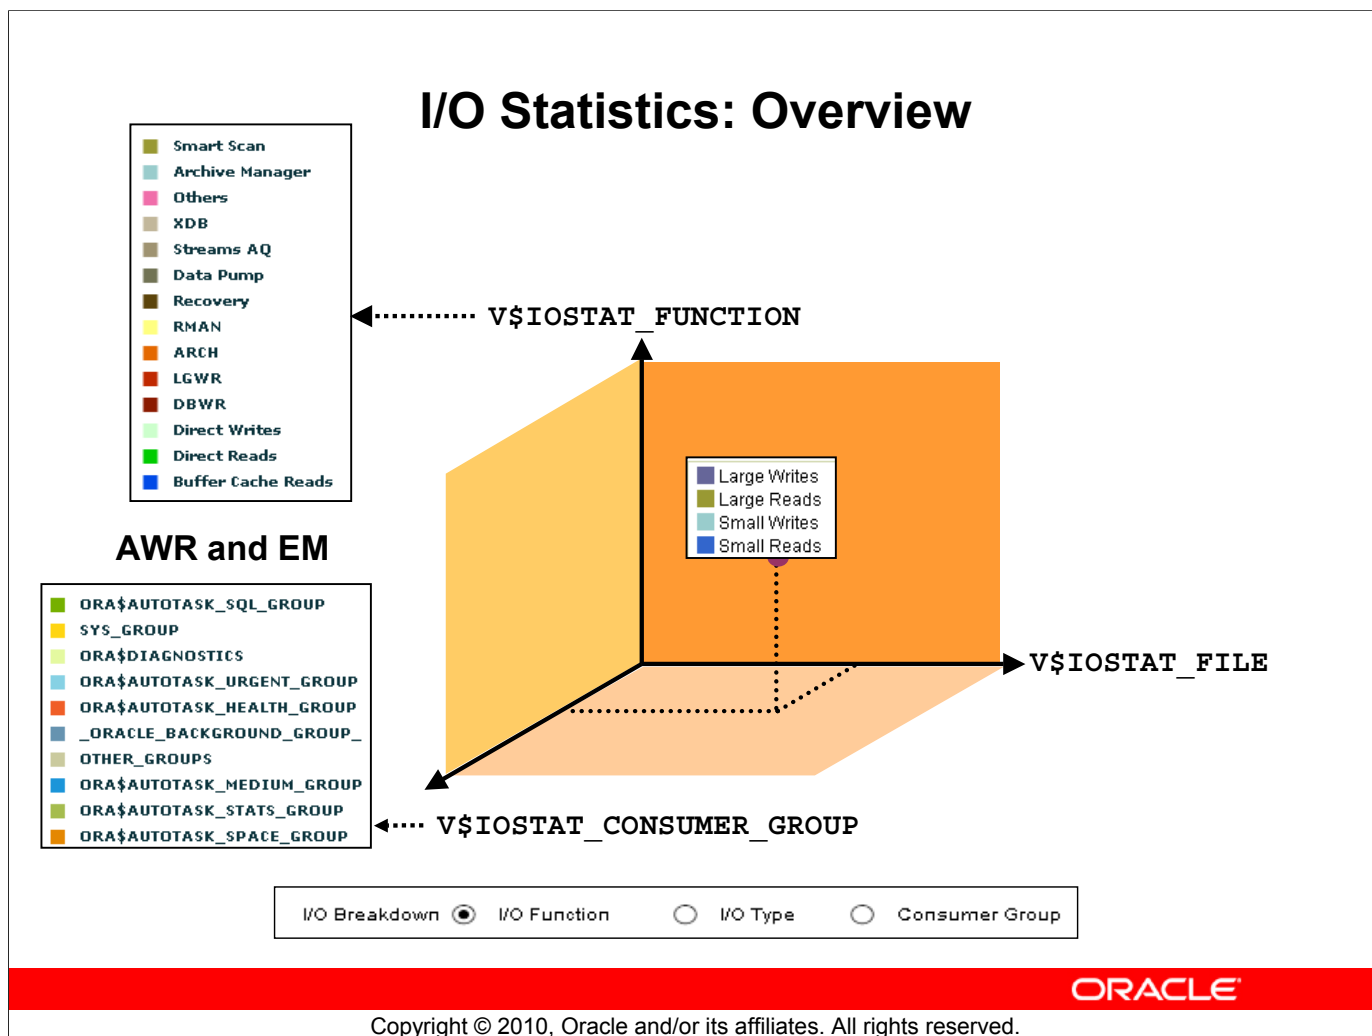 I/O Statistics: Overview
Smart Scan
Archive Manager
Others
XDB
Streams AQ
Data Pump
Recovery
RMAN
ARCH
LGWR
DBWR
Direct Writes
Direct Reads
Buffer Cache Reads
V$IOSTAT_FUNCTION
Large Writes
Large Reads
Small Writes
Small Reads
AWR and EM
ORA$AUTOTASK_SQL_GROUP
SYS_GROUP
ORA$DIAGNOSTICS
ORA$AUTOTASK_URGENT_GROUP
ORA$AUTOTASK_HEALTH_GROUP
_ORACLE_BACKGROUND_GROUP_
OTHER_GROUPS
ORA$AUTOTASK_MEDIUM_GROUP
ORA$AUTOTASK_STATS_GROUP
ORA$AUTOTASK_SPACE_GROUP
V$IOSTAT_FILE
V$IOSTAT_CONSUMER_GROUP
I/O Breakdown I/O Function I/O Type Consumer Group
ORACLE
Copyright © 2010, Oracle and/or its affiliates. All rights reserved.